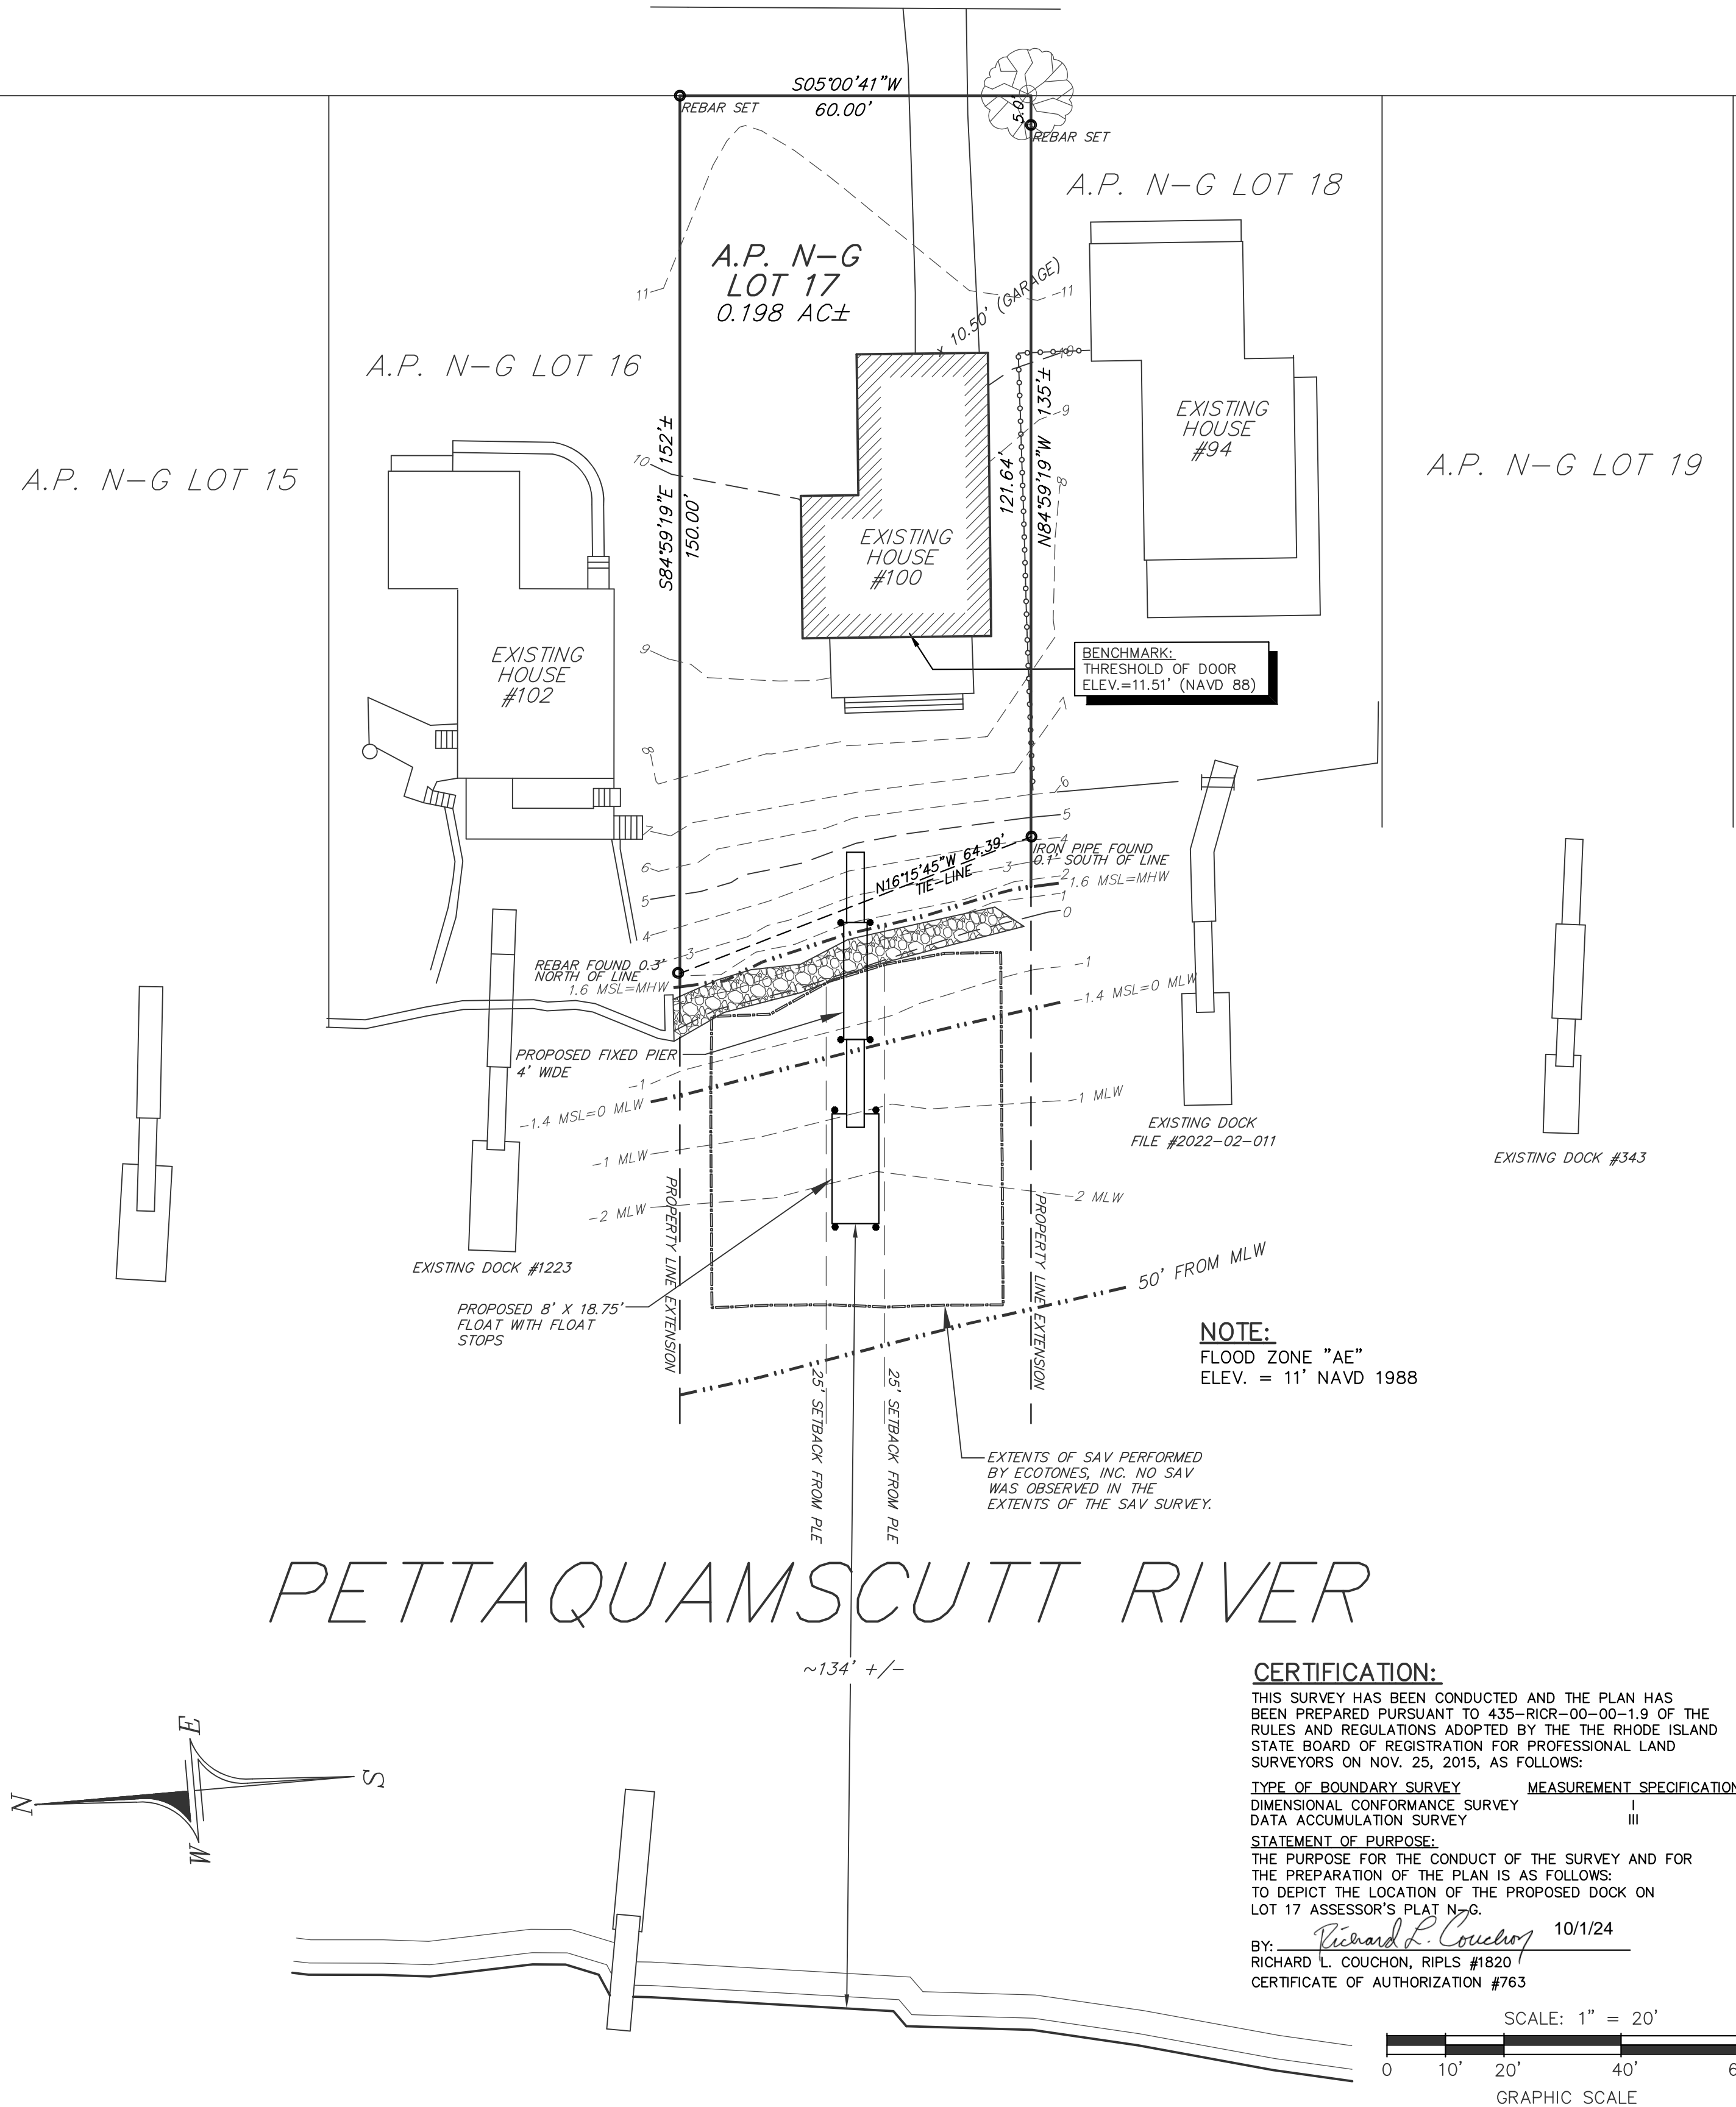 S05°00'41"W
60.00'
REBAR SET
5.0'
REBAR SET
A.P. N-G LOT 18
A.P. N-G
LOT 17
0.198 AC±
11
11
x 10.50' (GARAGE)
10
A.P. N-G LOT 16
A.P. N-G LOT 15
A.P. N-G LOT 19
S84°59'19"E 152'±
150.00'
121.64'
N84°59'19"W 135'±
10
9
8
EXISTING
HOUSE
#94
EXISTING
HOUSE
#100
EXISTING
HOUSE
#102
BENCHMARK:
THRESHOLD OF DOOR
ELEV.=11.51' (NAVD 88)
9
8
7
6
5
4
3
7
6
5
4
3
2
1
0
N16°15'45"W 64.39'
TIE-LINE
IRON PIPE FOUND
0.1' SOUTH OF LINE
1.6 MSL=MHW
REBAR FOUND 0.3'
NORTH OF LINE
1.6 MSL=MHW
-1
-1.4 MSL=0 MLW
PROPOSED FIXED PIER
4' WIDE
-1
-1.4 MSL=0 MLW
-1 MLW
-1 MLW
-2 MLW
-2 MLW
EXISTING DOCK
FILE #2022-02-011
EXISTING DOCK #343
EXISTING DOCK #1223
PROPOSED 8' X 18.75'
FLOAT WITH FLOAT
STOPS
PROPERTY LINE EXTENSION
PROPERTY LINE EXTENSION
50' FROM MLW
NOTE:
FLOOD ZONE "AE"
ELEV. = 11' NAVD 1988
25' SETBACK FROM PLE
25' SETBACK FROM PLE
EXTENTS OF SAV PERFORMED
BY ECOTONES, INC. NO SAV
WAS OBSERVED IN THE
EXTENTS OF THE SAV SURVEY.
PETTAQUAMSCUTT RIVER
~134' +/-
N
E
S
W
CERTIFICATION:
THIS SURVEY HAS BEEN CONDUCTED AND THE PLAN HAS
BEEN PREPARED PURSUANT TO 435-RICR-00-00-1.9 OF THE
RULES AND REGULATIONS ADOPTED BY THE THE RHODE ISLAND
STATE BOARD OF REGISTRATION FOR PROFESSIONAL LAND
SURVEYORS ON NOV. 25, 2015, AS FOLLOWS:
TYPE OF BOUNDARY SURVEY MEASUREMENT SPECIFICATION
DIMENSIONAL CONFORMANCE SURVEY I
DATA ACCUMULATION SURVEY III
STATEMENT OF PURPOSE:
THE PURPOSE FOR THE CONDUCT OF THE SURVEY AND FOR
THE PREPARATION OF THE PLAN IS AS FOLLOWS:
TO DEPICT THE LOCATION OF THE PROPOSED DOCK ON
LOT 17 ASSESSOR'S PLAT N-G.
BY: Richard L. Couchon 10/1/24
RICHARD L. COUCHON, RIPLS #1820
CERTIFICATE OF AUTHORIZATION #763
SCALE: 1" = 20'
0 10' 20' 40' 6
GRAPHIC SCALE